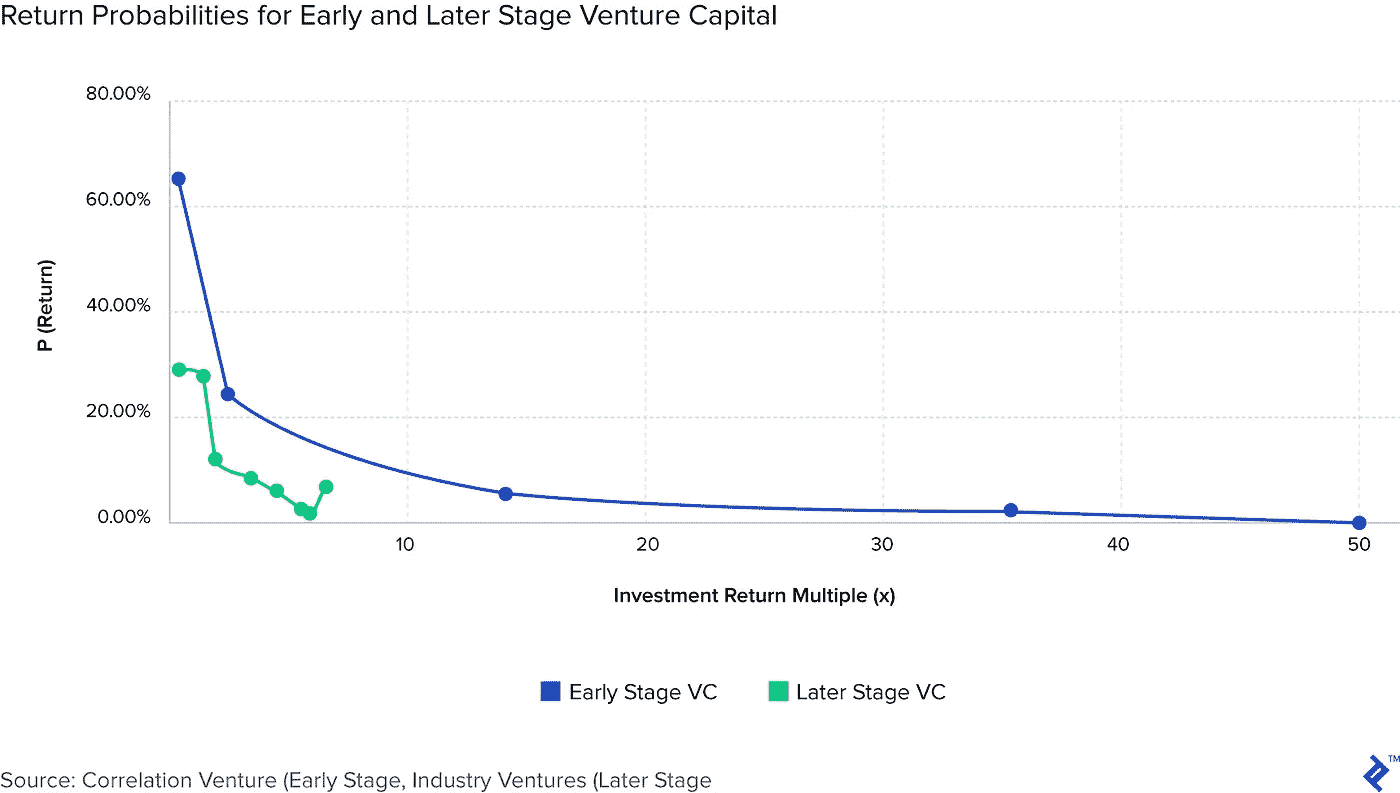 Return Probabilities for Early and Later Stage Venture Capital
80.00%
60.00%
40.00%
20.00%
0.00%
P (Return)
10 20 30 40 50
Investment Return Multiple (x)
Early Stage VC Later Stage VC
Source: Correlation Venture (Early Stage, Industry Ventures (Later Stage
TM